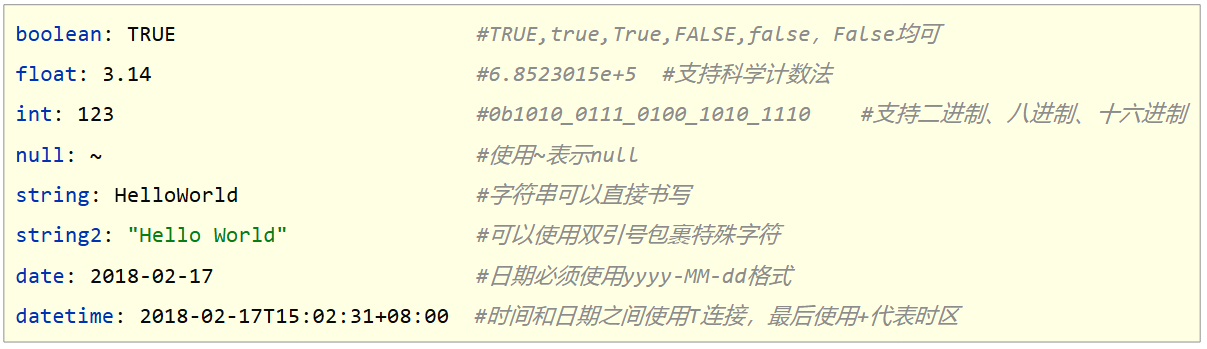 boolean: TRUE #TRUE,true,True,FALSE,false，False均可
float: 3.14 #6.8523015e+5 #支持科学计数法
int: 123 #0b1010_0111_0100_1010_1110 #支持二进制、八进制、十六进制
null: ~ #使用~表示null
string: HelloWorld #字符串可以直接书写
string2: "Hello World" #可以使用双引号包裹特殊字符
date: 2018-02-17 #日期必须使用yyyy-MM-dd格式
datetime: 2018-02-17T15:02:31+08:00 #时间和日期之间使用T连接，最后使用+代表时区